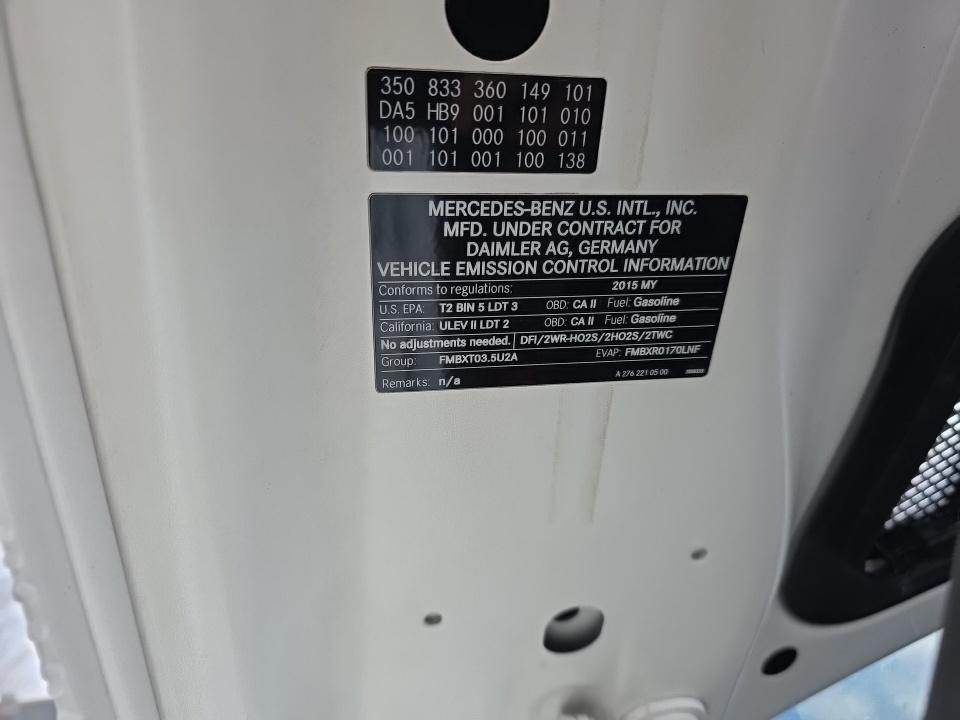 350 833 360 149 101
DA5 HB9 001 101 010
100 101 000 100 011
001 101 001 100 138
MERCEDES-BENZ U.S. INTL., INC.
MFD. UNDER CONTRACT FOR
DAIMLER AG, GERMANY
VEHICLE EMISSION CONTROL INFORMATION
Conforms to regulations: 2015 MY
U.S. EPA: T2 BIN 5 LDT 3 OBD: CA II Fuel: Gasoline
California: ULEV II LDT 2 OBD: CA II Fuel: Gasoline
No adjustments needed. DFI/2WR-HO2S/2HO2S/2TWC
Group: FMBXT03.5U2A EVAP: FMBXR0170LNF
Remarks: n/a A 276 221 05 00